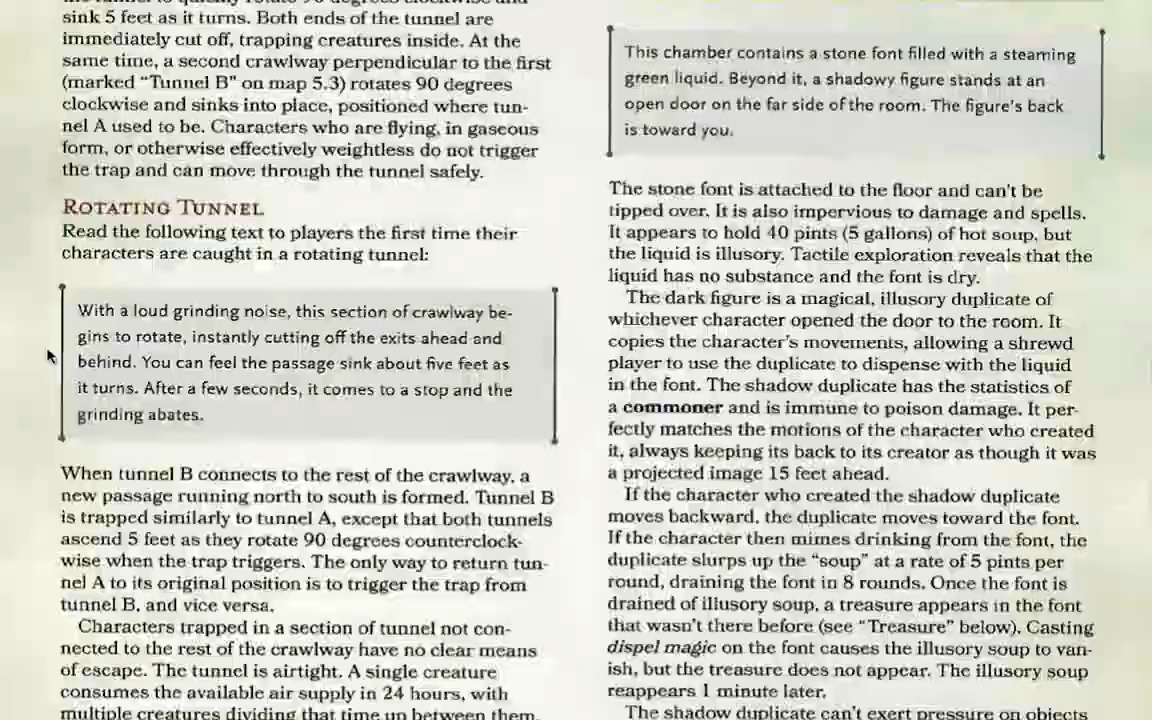 sink 5 feet as it turns. Both ends of the tunnel are
immediately cut off, trapping creatures inside. At the
same time, a second crawlway perpendicular to the first
(marked “Tunnel B” on map 5.3) rotates 90 degrees
clockwise and sinks into place, positioned where tun-
nel A used to be. Characters who are flying, in gaseous
form, or otherwise effectively weightless do not trigger
the trap and can move through the tunnel safely.
ROTATING TUNNEL
Read the following text to players the first time their
characters are caught in a rotating tunnel:
With a loud grinding noise, this section of crawlway be-
gins to rotate, instantly cutting off the exits ahead and
behind. You can feel the passage sink about five feet as
it turns. After a few seconds, it comes to a stop and the
grinding abates.
When tunnel B connects to the rest of the crawlway, a
new passage running north to south is formed. Tunnel B
is trapped similarly to tunnel A, except that both tunnels
ascend 5 feet as they rotate 90 degrees counterclock-
wise when the trap triggers. The only way to return tun-
nel A to its original position is to trigger the trap from
tunnel B, and vice versa.
Characters trapped in a section of tunnel not con-
nected to the rest of the crawlway have no clear means
of escape. The tunnel is airtight. A single creature
consumes the available air supply in 24 hours, with
multiple creatures dividing that time up between them.
This chamber contains a stone font filled with a steaming
green liquid. Beyond it, a shadowy figure stands at an
open door on the far side of the room. The figure's back
is toward you.
The stone font is attached to the floor and can't be
tipped over. It is also impervious to damage and spells.
It appears to hold 40 pints (5 gallons) of hot soup, but
the liquid is illusory. Tactile exploration reveals that the
liquid has no substance and the font is dry.
The dark figure is a magical, illusory duplicate of
whichever character opened the door to the room. It
copies the character's movements, allowing a shrewd
player to use the duplicate to dispense with the liquid
in the font. The shadow duplicate has the statistics of
a commoner and is immune to poison damage. It per-
fectly matches the motions of the character who created
it, always keeping its back to its creator as though it was
a projected image 15 feet ahead.
If the character who created the shadow duplicate
moves backward, the duplicate moves toward the font.
If the character then mimes drinking from the font, the
duplicate slurps up the “soup” at a rate of 5 pints per
round, draining the font in 8 rounds. Once the font is
drained of illusory soup, a treasure appears in the font
that wasn't there before (see “Treasure” below). Casting
dispel magic on the font causes the illusory soup to van-
ish, but the treasure does not appear. The illusory soup
reappears 1 minute later.
The shadow duplicate can't exert pressure on objects